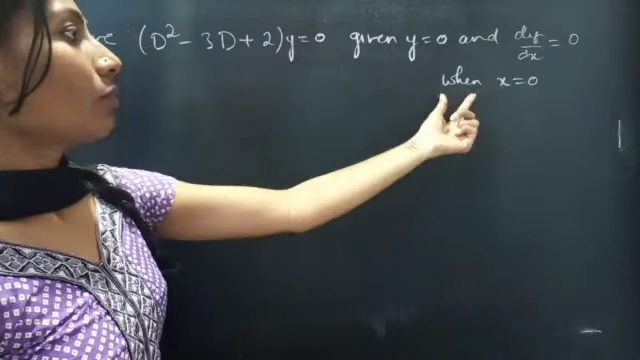 (D² - 3D + 2)y = 0 given y = 0 and dy/dx = 0
when x = 0